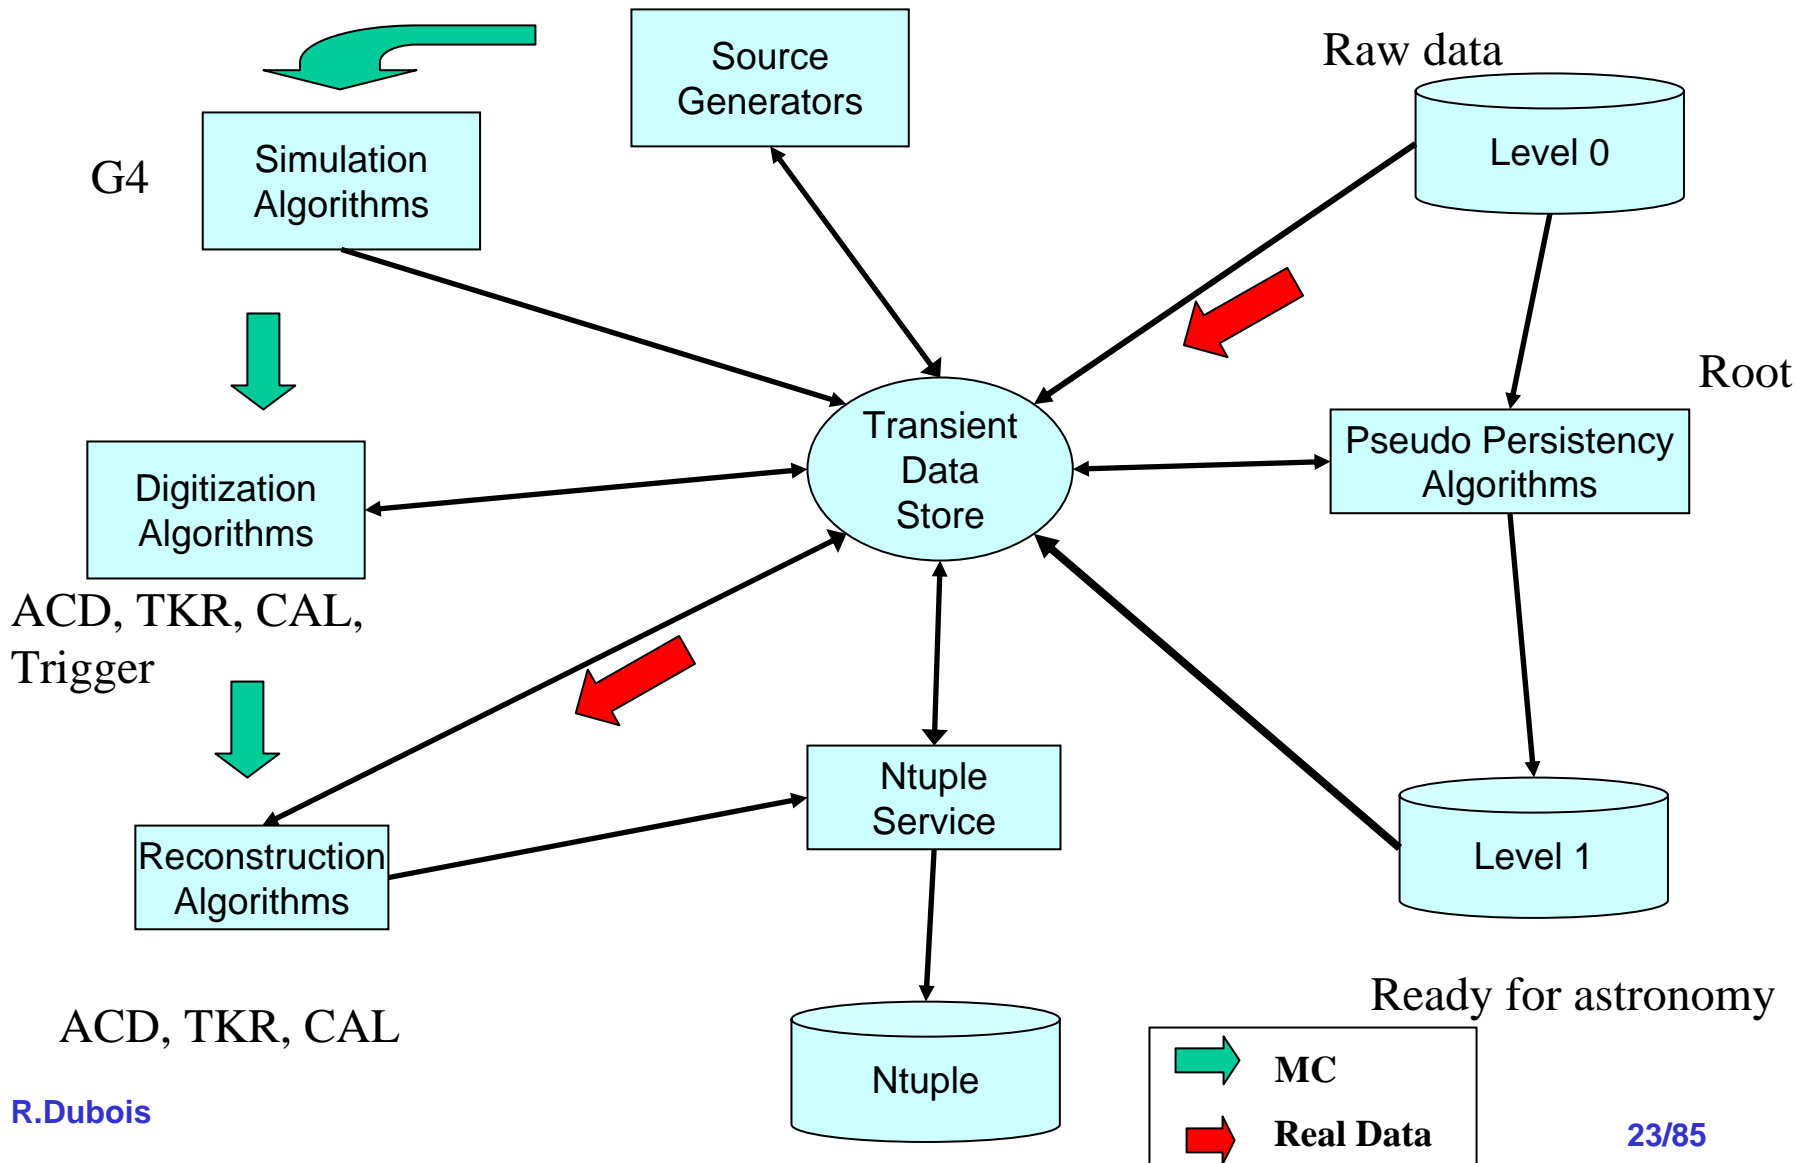 Source
Generators
Raw data
Level 0
G4
Simulation
Algorithms
Root
Transient
Data
Store
Pseudo Persistency
Algorithms
Digitization
Algorithms
ACD, TKR, CAL,
Trigger
Ntuple
Service
Reconstruction
Algorithms
Level 1
Ready for astronomy
ACD, TKR, CAL
Ntuple
MC
Real Data
R.Dubois
23/85